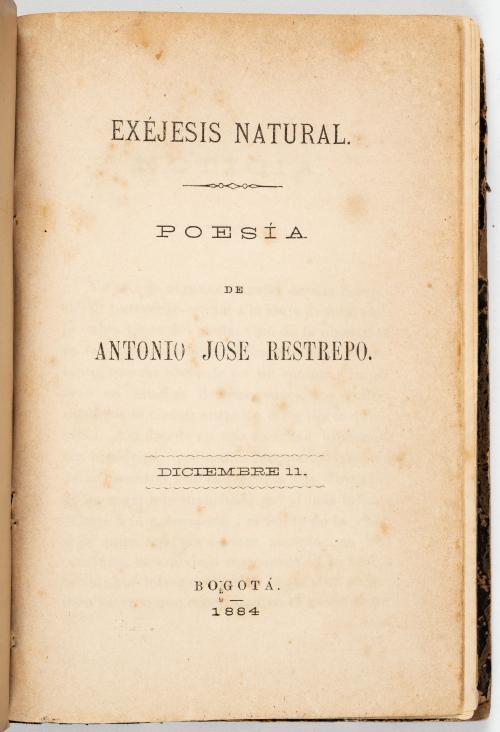 EXÉJESIS NATURAL.
POESÍA
DE
ANTONIO JOSE RESTREPO.
DICIEMBRE 11.
BOGOTÁ.
1884